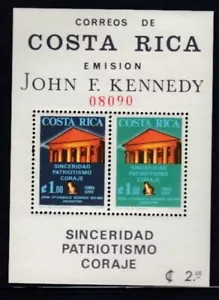 CORREOS DE
COSTA RICA
EMISION
JOHN F. KENNEDY
08090
COSTA RICA
SINCERIDAD
PATRIOTISMO
CORAJE
₡1.00
COSTA RICA
SINCERIDAD
PATRIOTISMO
CORAJE
₡1.00
SINCERIDAD
PATRIOTISMO
CORAJE
₡ 2.00